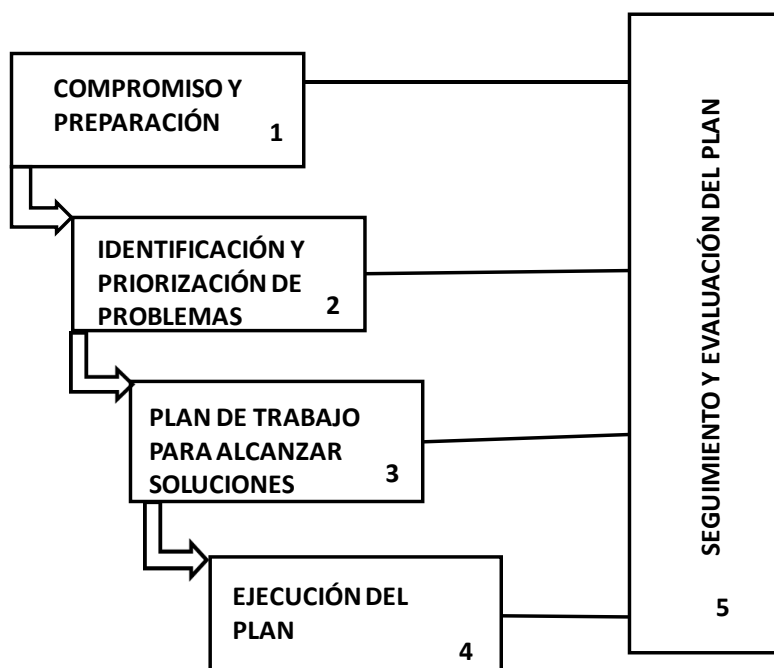 COMPROMISO Y
PREPARACIÓN
1
IDENTIFICACIÓN Y
PRIORIZACIÓN DE
PROBLEMAS
2
PLAN DE TRABAJO
PARA ALCANZAR
SOLUCIONES
3
EJECUCIÓN DEL
PLAN
4
SEGUIMIENTO Y EVALUACIÓN DEL PLAN
5